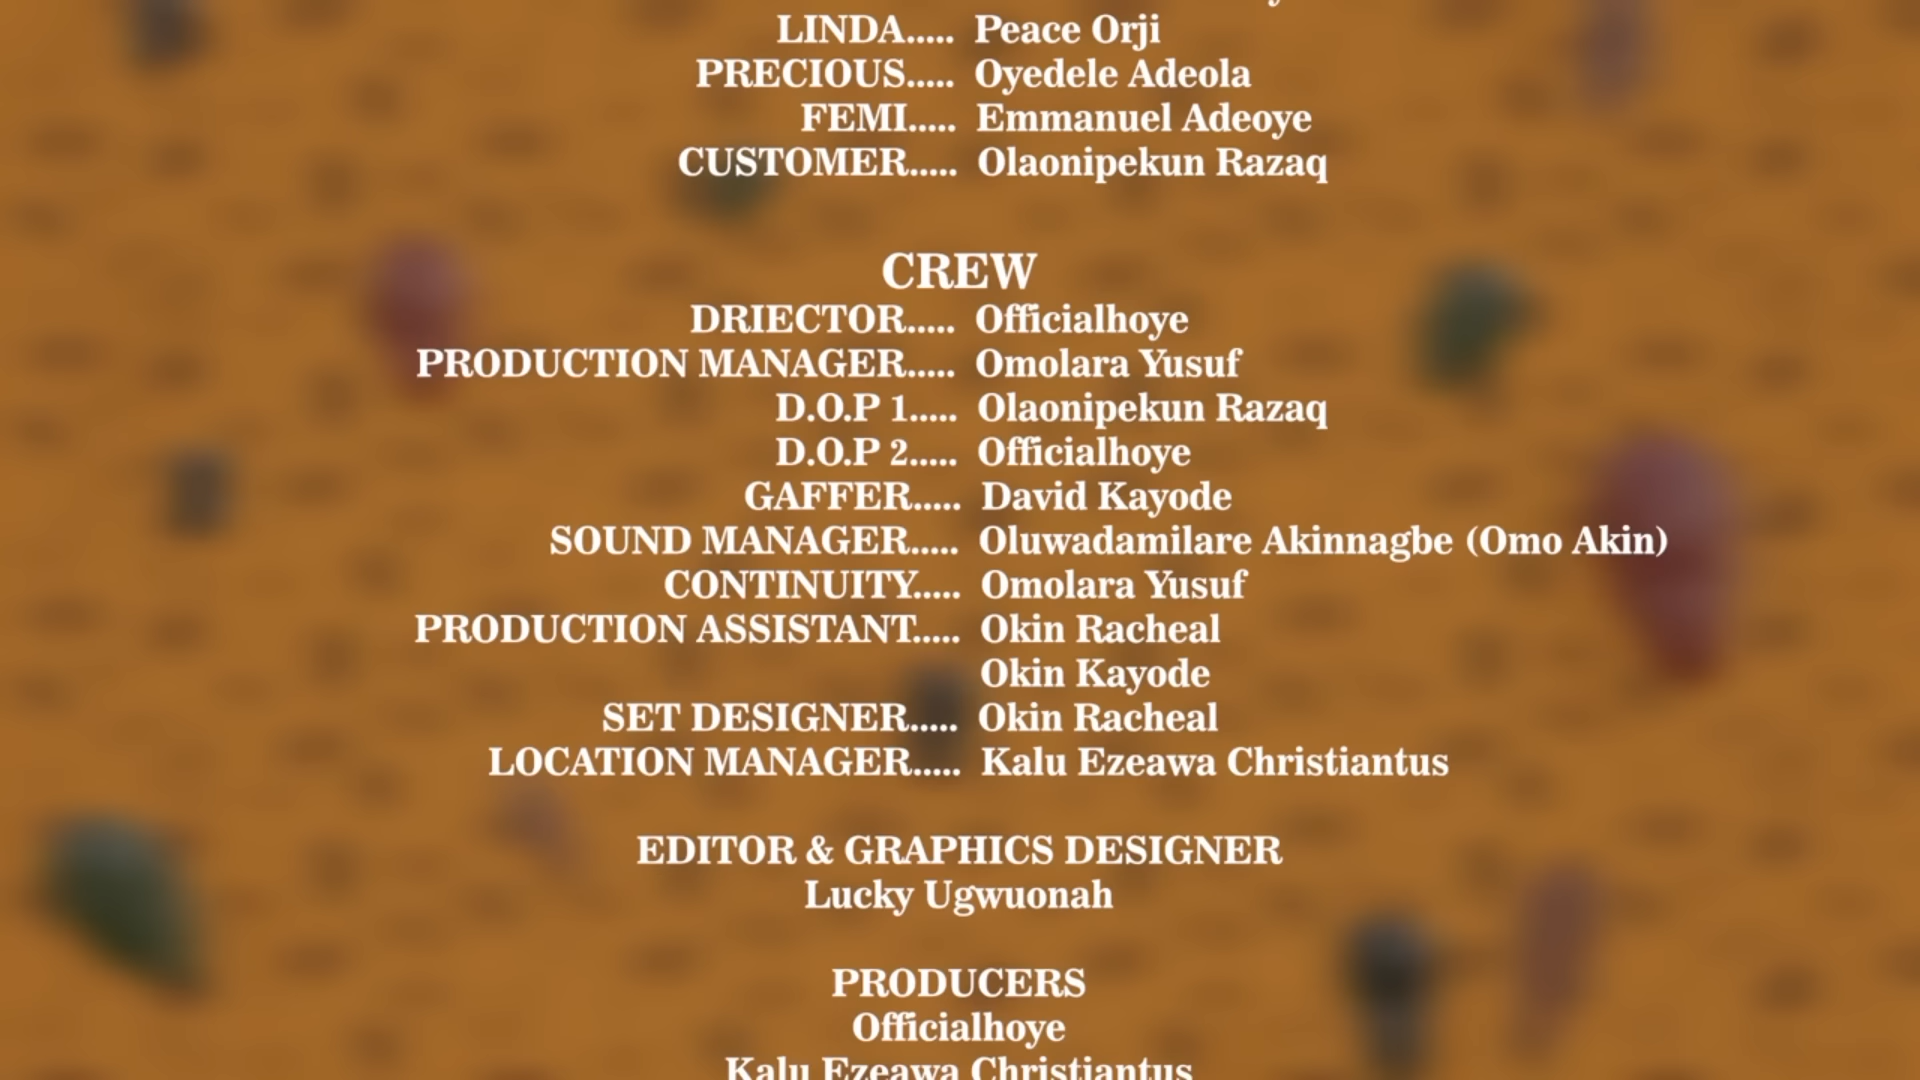 LINDA..... Peace Orji
PRECIOUS..... Oyedele Adeola
FEMI..... Emmanuel Adeoye
CUSTOMER..... Olaonipekun Razaq
CREW
DRIECTOR..... Officialhoye
PRODUCTION MANAGER..... Omolara Yusuf
D.O.P 1..... Olaonipekun Razaq
D.O.P 2..... Officialhoye
GAFFER..... David Kayode
SOUND MANAGER..... Oluwadamilare Akinnagbe (Omo Akin)
CONTINUITY..... Omolara Yusuf
PRODUCTION ASSISTANT..... Okin Racheal
Okin Kayode
SET DESIGNER..... Okin Racheal
LOCATION MANAGER..... Kalu Ezeawa Christiantus
EDITOR & GRAPHICS DESIGNER
Lucky Ugwuonah
PRODUCERS
Officialhoye
Kalu Ezeawa Christiantus